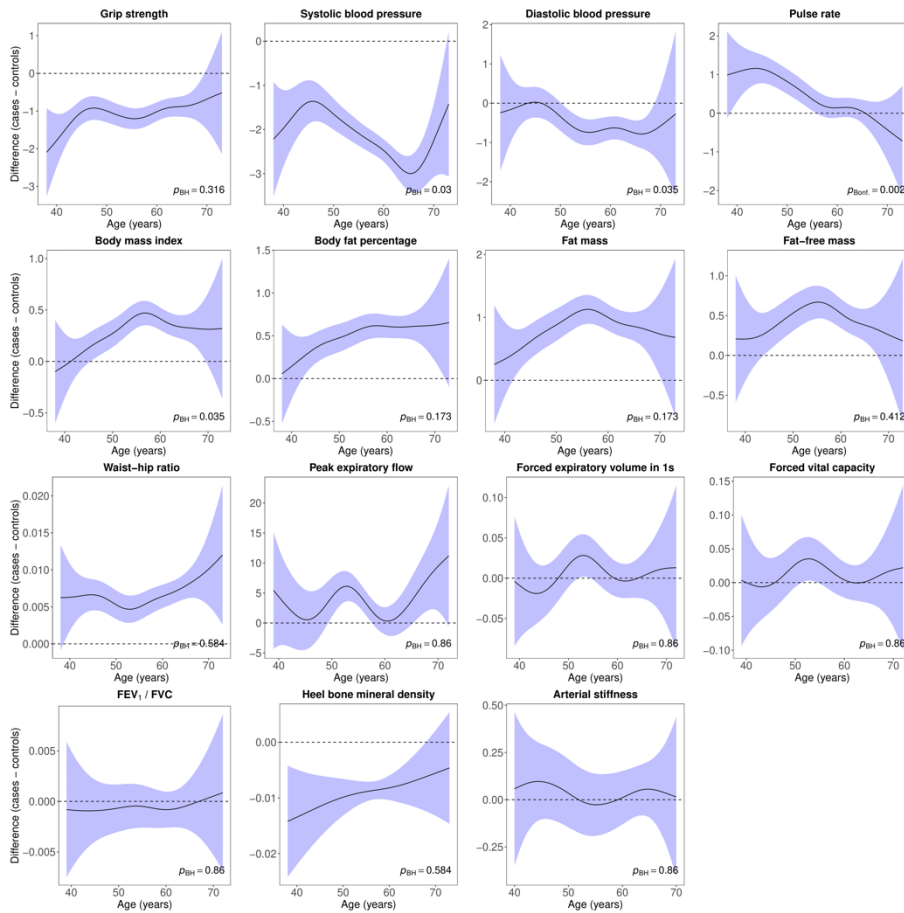 Grip strength
Systolic blood pressure
Diastolic blood pressure
Pulse rate
Difference (cases − controls)
1
0
−1
−2
−3
40 50 60 70
Age (years)
pBH = 0.316
0
−1
−2
−3
40 50 60 70
Age (years)
pBH = 0.03
2
1
0
−1
−2
40 50 60 70
Age (years)
pBH = 0.035
2
1
0
−1
−2
40 50 60 70
Age (years)
pBonf. = 0.002
Body mass index
Body fat percentage
Fat mass
Fat−free mass
Difference (cases − controls)
1.0
0.5
0.0
−0.5
40 50 60 70
Age (years)
pBH = 0.035
1.5
1.0
0.5
0.0
−0.5
40 50 60 70
Age (years)
pBH = 0.173
2
1
0
40 50 60 70
Age (years)
pBH = 0.173
1.0
0.5
0.0
−0.5
40 50 60 70
Age (years)
pBH = 0.412
Waist−hip ratio
Peak expiratory flow
Forced expiratory volume in 1s
Forced vital capacity
Difference (cases − controls)
0.020
0.015
0.010
0.005
0.000
40 50 60 70
Age (years)
pBH = 0.584
20
15
10
5
0
−5
40 50 60 70
Age (years)
pBH = 0.86
0.10
0.05
0.00
−0.05
40 50 60 70
Age (years)
pBH = 0.86
0.15
0.10
0.05
0.00
−0.05
−0.10
40 50 60 70
Age (years)
pBH = 0.86
FEV1 / FVC
Heel bone mineral density
Arterial stiffness
Difference (cases − controls)
0.005
0.000
−0.005
40 50 60 70
Age (years)
pBH = 0.86
0.00
−0.01
−0.02
40 50 60 70
Age (years)
pBH = 0.584
0.50
0.25
0.00
−0.25
40 50 60 70
Age (years)
pBH = 0.86